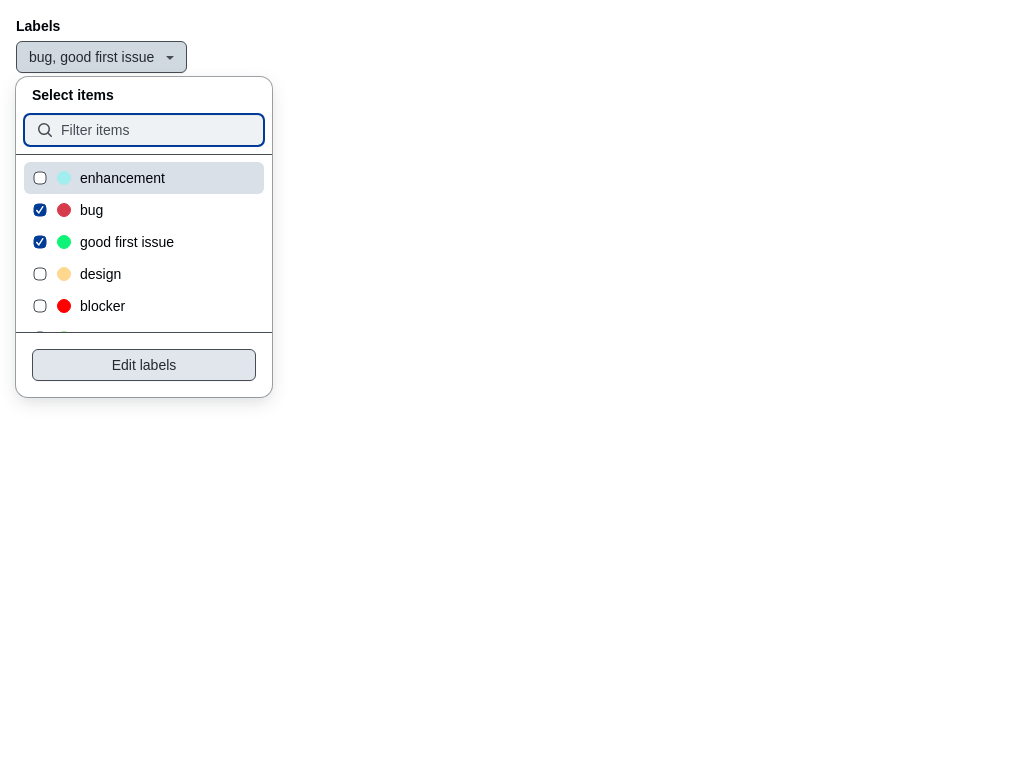 Labels
bug, good first issue
Select items
Filter items
enhancement
bug
good first issue
design
blocker
Edit labels